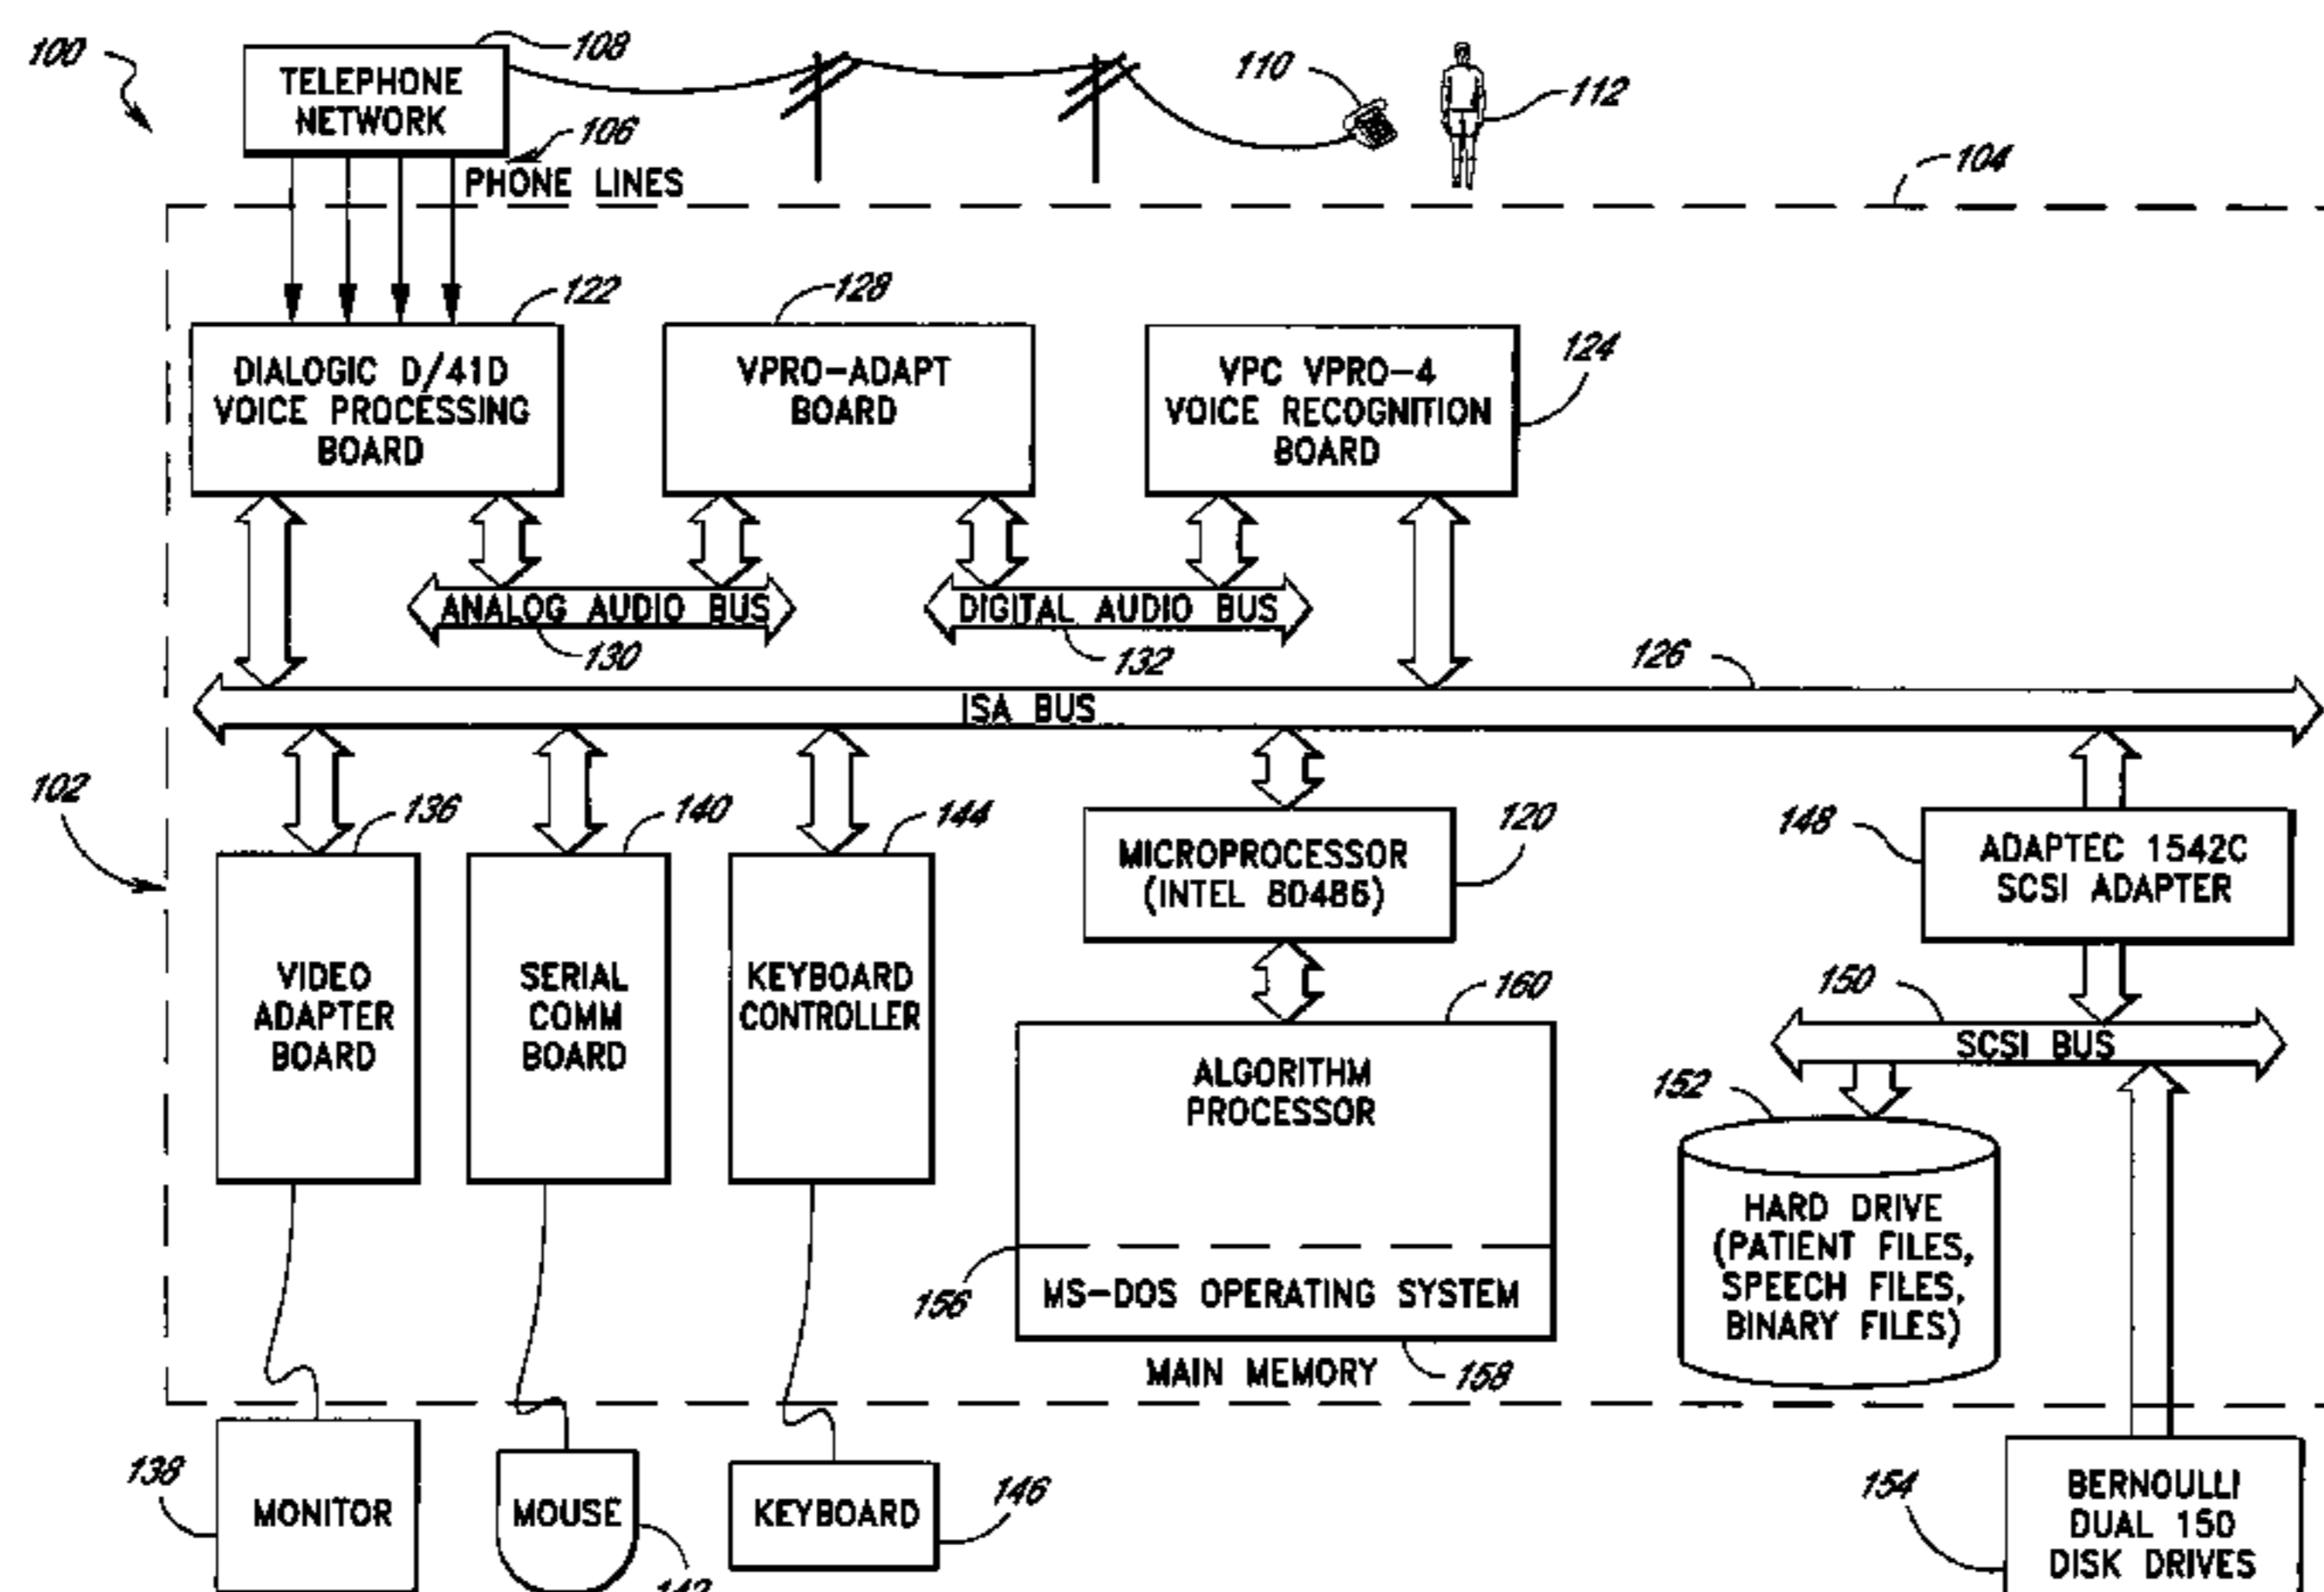 100
108
TELEPHONE
NETWORK
106
PHONE LINES
110
112
104
122
128
124
DIALOGIC D/41D
VOICE PROCESSING
BOARD
VPRO-ADAPT
BOARD
VPC VPRO-4
VOICE RECOGNITION
BOARD
ANALOG AUDIO BUS
DIGITAL AUDIO BUS
130
132
126
ISA BUS
102
136
140
144
120
148
MICROPROCESSOR
(INTEL 80486)
ADAPTEC 1542C
SCSI ADAPTER
VIDEO
ADAPTER
BOARD
SERIAL
COMM
BOARD
KEYBOARD
CONTROLLER
160
150
SCSI BUS
ALGORITHM
PROCESSOR
152
HARD DRIVE
(PATIENT FILES,
SPEECH FILES,
BINARY FILES)
156
MS-DOS OPERATING SYSTEM
MAIN MEMORY
158
138
MONITOR
MOUSE
142
KEYBOARD
146
154
BERNOULLI
DUAL 150
DISK DRIVES